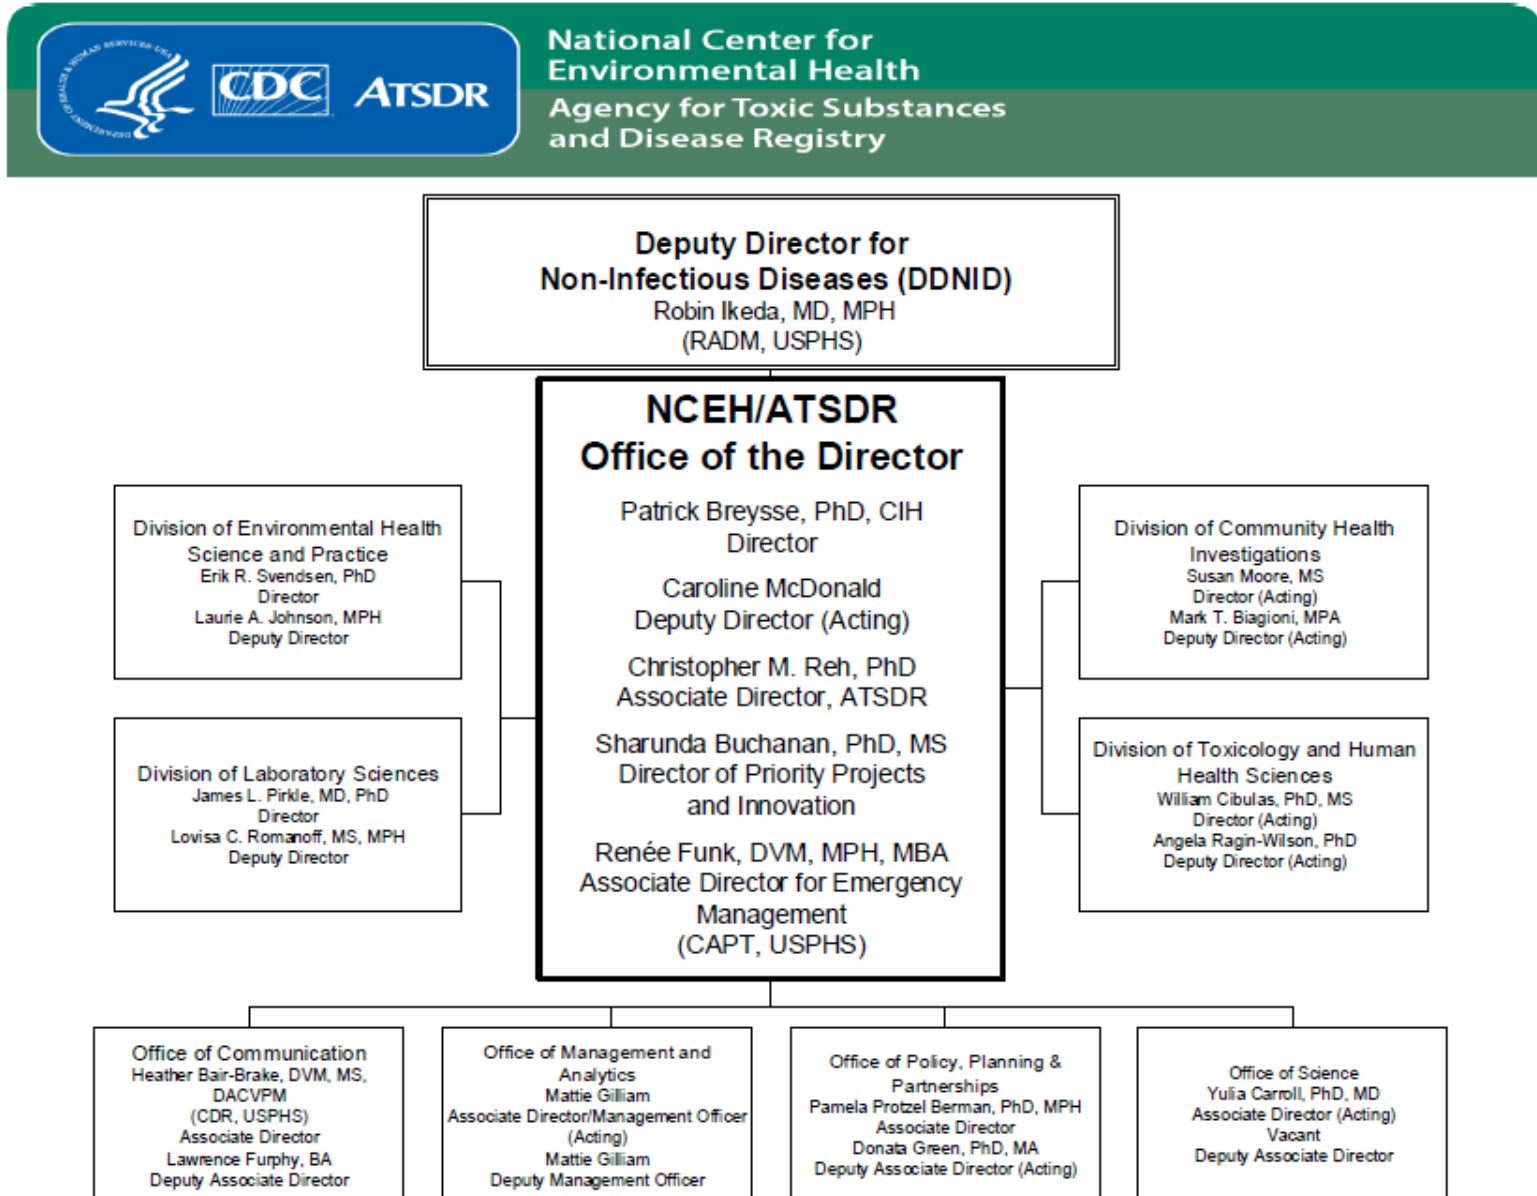 DEPARTMENT OF HEALTH & HUMAN SERVICES·USA
CDC
ATSDR
National Center for
Environmental Health
Agency for Toxic Substances
and Disease Registry
Deputy Director for
Non-Infectious Diseases (DDNID)
Robin Ikeda, MD, MPH
(RADM, USPHS)
NCEH/ATSDR
Office of the Director
Patrick Breysse, PhD, CIH
Director
Caroline McDonald
Deputy Director (Acting)
Christopher M. Reh, PhD
Associate Director, ATSDR
Sharunda Buchanan, PhD, MS
Director of Priority Projects
and Innovation
Renée Funk, DVM, MPH, MBA
Associate Director for Emergency
Management
(CAPT, USPHS)
Division of Environmental Health
Science and Practice
Erik R. Svendsen, PhD
Director
Laurie A. Johnson, MPH
Deputy Director
Division of Laboratory Sciences
James L. Pirkle, MD, PhD
Director
Lovisa C. Romanoff, MS, MPH
Deputy Director
Division of Community Health
Investigations
Susan Moore, MS
Director (Acting)
Mark T. Biagioni, MPA
Deputy Director (Acting)
Division of Toxicology and Human
Health Sciences
William Cibulas, PhD, MS
Director (Acting)
Angela Ragin-Wilson, PhD
Deputy Director (Acting)
Office of Communication
Heather Bair-Brake, DVM, MS,
DACVPM
(CDR, USPHS)
Associate Director
Lawrence Furphy, BA
Deputy Associate Director
Office of Management and
Analytics
Mattie Gilliam
Associate Director/Management Officer
(Acting)
Mattie Gilliam
Deputy Management Officer
Office of Policy, Planning &
Partnerships
Pamela Protzel Berman, PhD, MPH
Associate Director
Donata Green, PhD, MA
Deputy Associate Director (Acting)
Office of Science
Yulia Carroll, PhD, MD
Associate Director (Acting)
Vacant
Deputy Associate Director